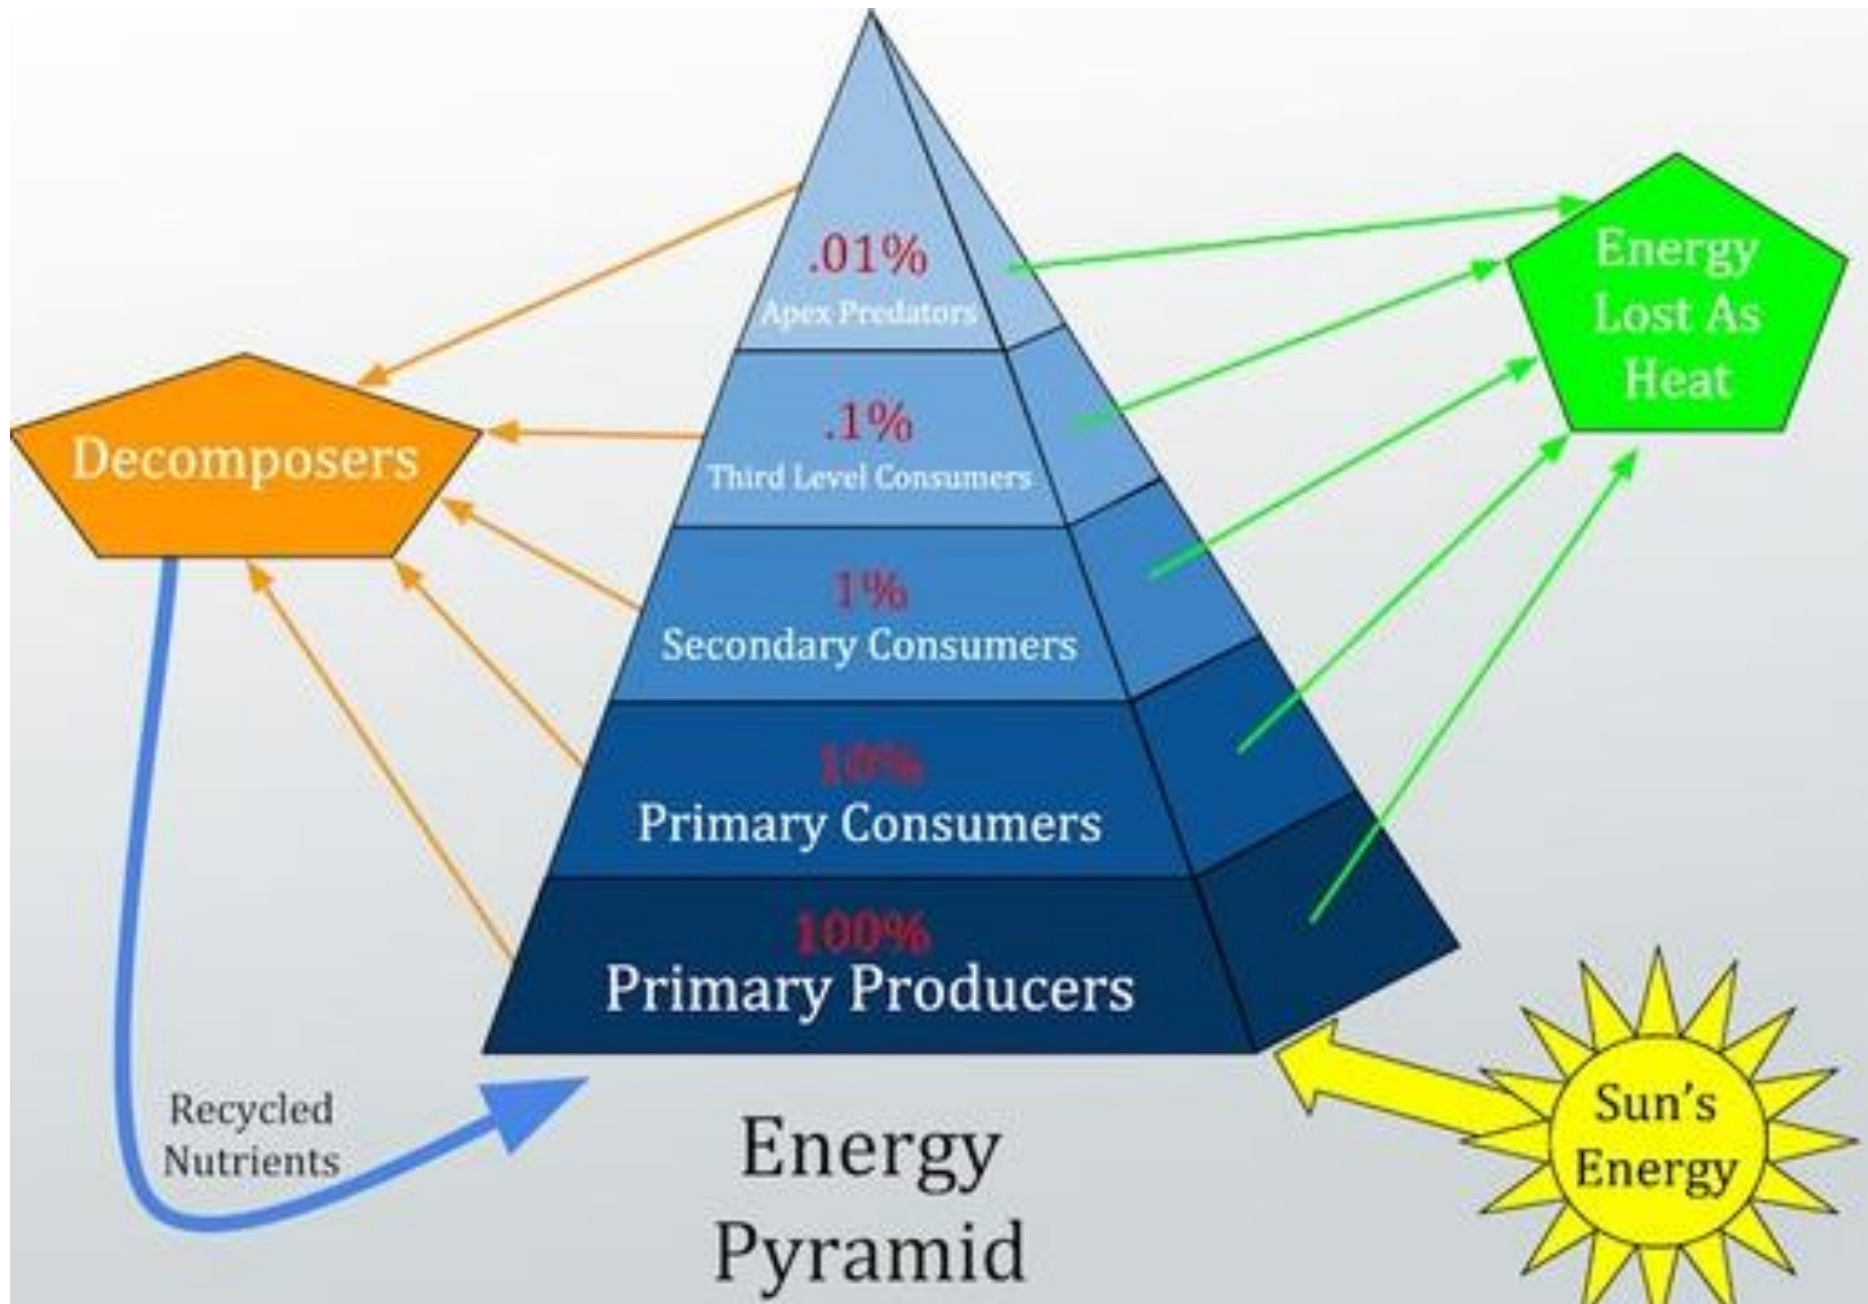 .01%
Apex Predators
.1%
Third Level Consumers
1%
Secondary Consumers
10%
Primary Consumers
100%
Primary Producers
Decomposers
Recycled
Nutrients
Energy
Lost As
Heat
Sun's
Energy
Energy
Pyramid